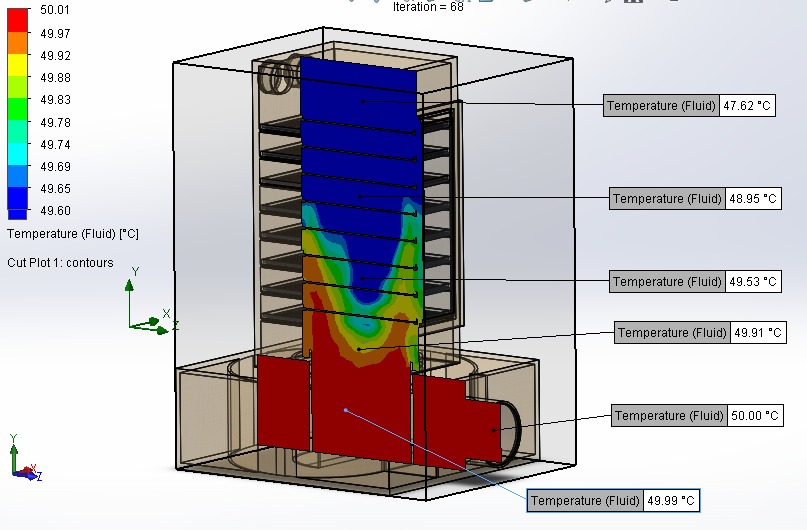 Iteration = 68
50.01
49.97
49.92
49.88
49.83
49.78
49.74
49.69
49.65
49.60
Temperature (Fluid) [°C]
Cut Plot 1: contours
Temperature (Fluid) 47.62 °C
Temperature (Fluid) 48.95 °C
Temperature (Fluid) 49.53 °C
Temperature (Fluid) 49.91 °C
Temperature (Fluid) 50.00 °C
Temperature (Fluid) 49.99 °C
Y
X
Z
Y
X
Z